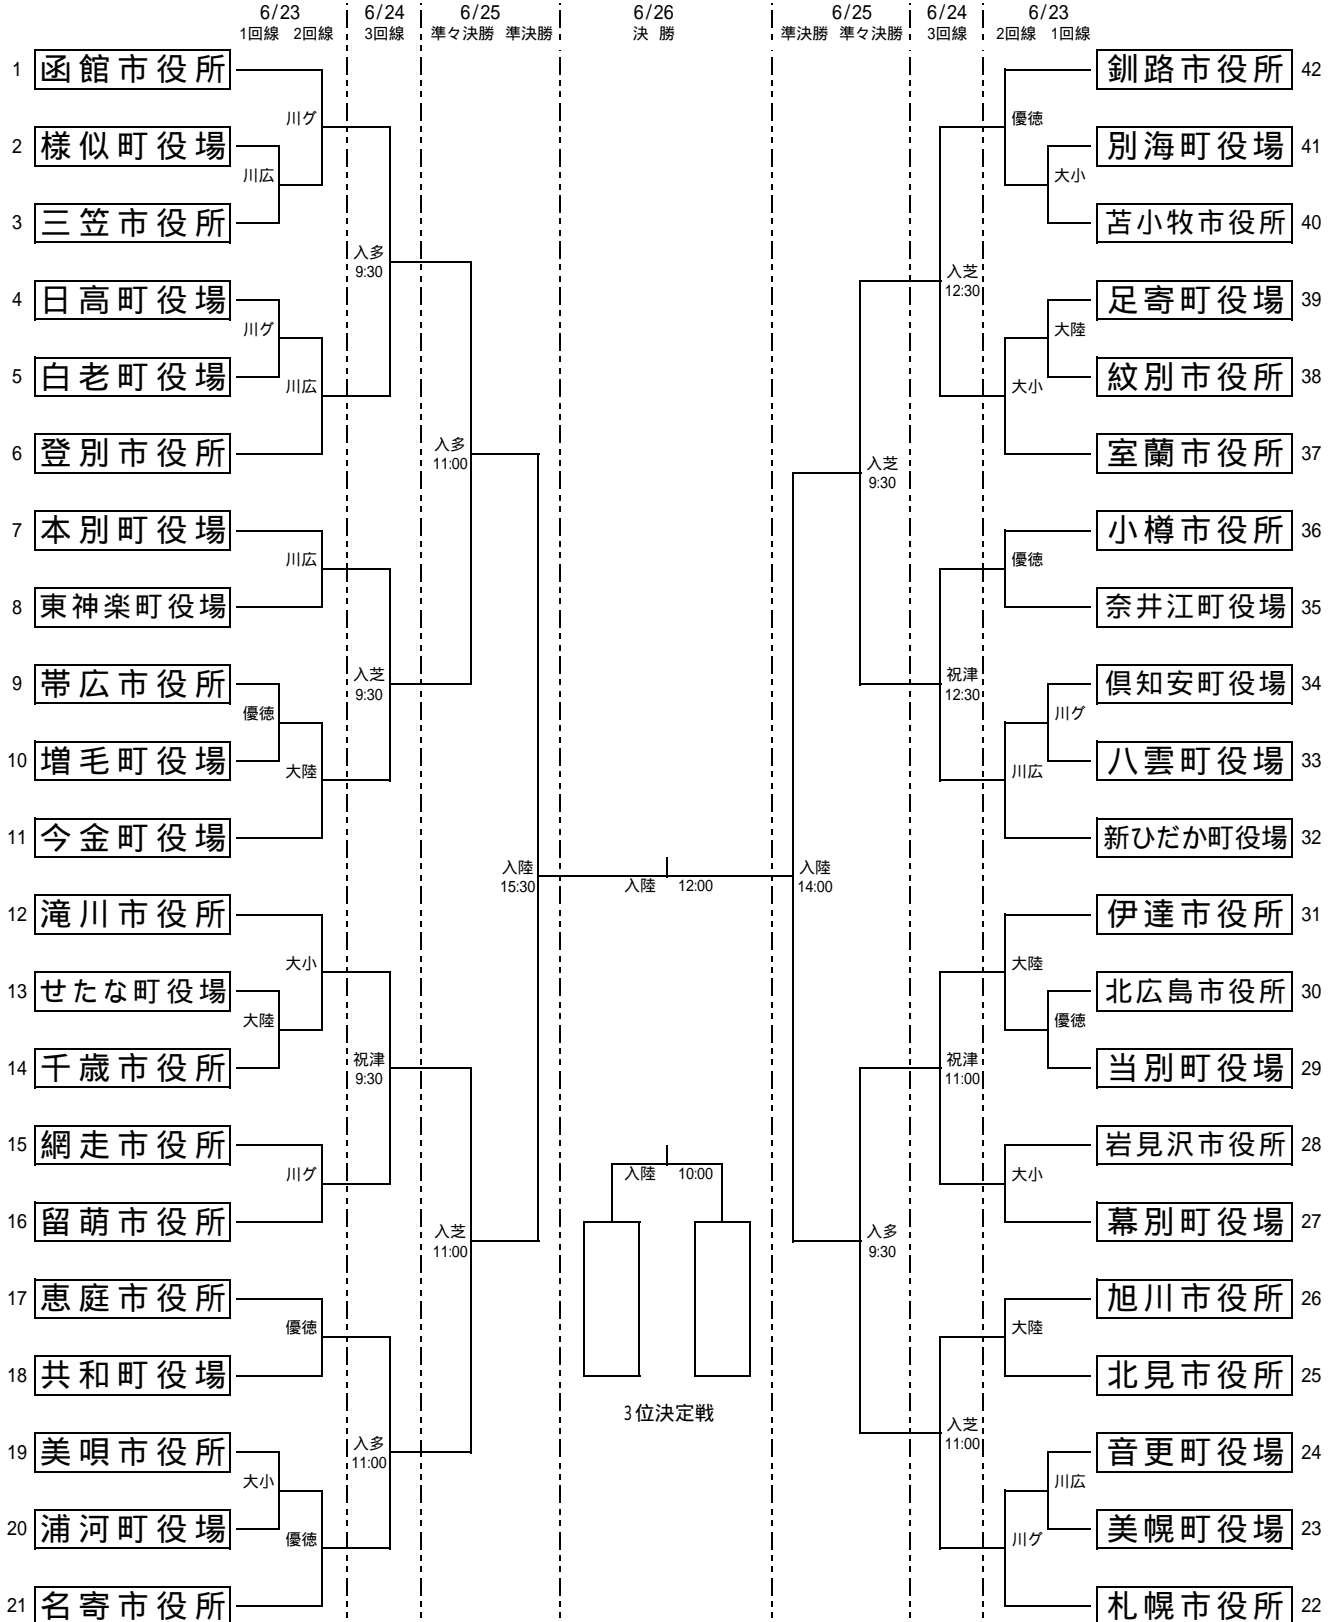 6/23 6/24 6/25 6/26 6/25 6/24 6/23
1回線 2回線 3回線 準々決勝 準決勝 決 勝 準決勝 準々決勝 3回線 2回線 1回線
1 函館市役所 釧路市役所 42
川グ 優徳
2 様似町役場 別海町役場 41
川広 大小
3 三笠市役所 苫小牧市役所 40
入多
9:30
入芝
12:30
4 日高町役場 足寄町役場 39
川グ 大陸
5 白老町役場 紋別市役所 38
川広 大小
6 登別市役所 室蘭市役所 37
入多
11:00
入芝
9:30
7 本別町役場 小樽市役所 36
川広 優徳
8 東神楽町役場 奈井江町役場 35
9 帯広市役所 倶知安町役場 34
入芝
9:30
祝津
12:30
優徳 川グ
10 増毛町役場 八雲町役場 33
大陸 川広
11 今金町役場 新ひだか町役場 32
入陸
15:30
入陸 12:00
入陸
14:00
12 滝川市役所 伊達市役所 31
大小 大陸
13 せたな町役場 北広島市役所 30
大陸 優徳
14 千歳市役所 当別町役場 29
祝津
9:30
祝津
11:00
15 網走市役所 岩見沢市役所 28
川グ 入陸 10:00 大小
16 留萌市役所 幕別町役場 27
入芝
11:00
入多
9:30
17 恵庭市役所 旭川市役所 26
優徳 大陸
18 共和町役場 北見市役所 25
3位決定戦
19 美唄市役所 音更町役場 24
入多
11:00
入芝
11:00
大小 川広
20 浦河町役場 美幌町役場 23
優徳 川グ
21 名寄市役所 札幌市役所 22